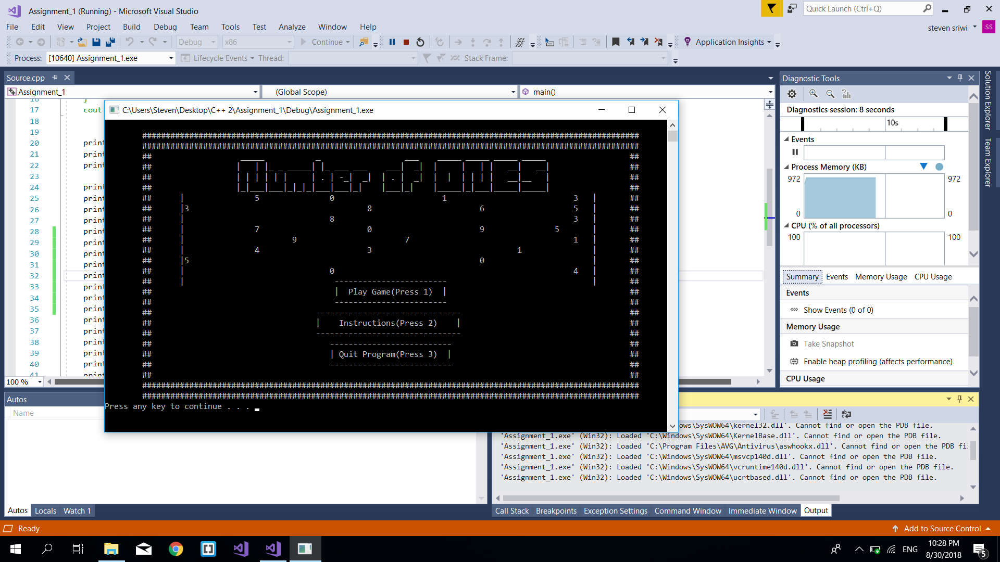 Assignment_1 (Running) - Microsoft Visual Studio
Quick Launch (Ctrl+Q)
File Edit View Project Build Debug Team Tools Test Analyze Window Help
steven sriwi SS
Debug x86 Continue Application Insights
Process: [10640] Assignment_1.exe Lifecycle Events Thread: Stack Frame:
Source.cpp
Assignment_1 (Global Scope) main()
17 cout
18
19
20 print
21 print
22 print
23
24 print
25 print
26 print
27 print
28 print
29 print
30 print
31 print
32 print
33 print
34 print
35 print
36 print
37 print
38 print
39 print
40 print
41 print
100 %
C:\Users\Steven\Desktop\C++ 2\Assignment_1\Debug\Assignment_1.exe
##########################################################################################################
##########################################################################################################
Number of ONES
5 0 1 3
3 8 6 5
8 3
7 0 9 5
9 7 1
4 3 1
5 0
0 4
------------------------
| Play Game(Press 1) |
------------------------
-------------------------------
| Instructions(Press 2) |
-------------------------------
--------------------------
| Quit Program(Press 3) |
--------------------------
##########################################################################################################
##########################################################################################################
Press any key to continue . . .
Diagnostic Tools
Diagnostics session: 8 seconds
10s
Events
Process Memory (KB)
972 972
0 0
CPU (% of all processors)
100 100
Summary Events Memory Usage CPU Usage
Events
Show Events (0 of 0)
Memory Usage
Take Snapshot
Enable heap profiling (affects performance)
CPU Usage
Solution Explorer
Team Explorer
Autos
Name
Autos Locals Watch 1
indows\SysWOW64\kernel32.dll'. Cannot find or open the PDB file.
'Assignment_1.exe' (Win32): Loaded 'C:\Windows\SysWOW64\KernelBase.dll'. Cannot find or open the PDB file.
'Assignment_1.exe' (Win32): Loaded 'C:\Program Files\AVG\Antivirus\aswhookx.dll'. Cannot find or open the PDB fi
'Assignment_1.exe' (Win32): Loaded 'C:\Windows\SysWOW64\msvcp140d.dll'. Cannot find or open the PDB file.
'Assignment_1.exe' (Win32): Loaded 'C:\Windows\SysWOW64\vcruntime140d.dll'. Cannot find or open the PDB file.
'Assignment_1.exe' (Win32): Loaded 'C:\Windows\SysWOW64\ucrtbased.dll'. Cannot find or open the PDB file.
Call Stack Breakpoints Exception Settings Command Window Immediate Window Output
Ready
Add to Source Control
ENG
10:28 PM
8/30/2018
5